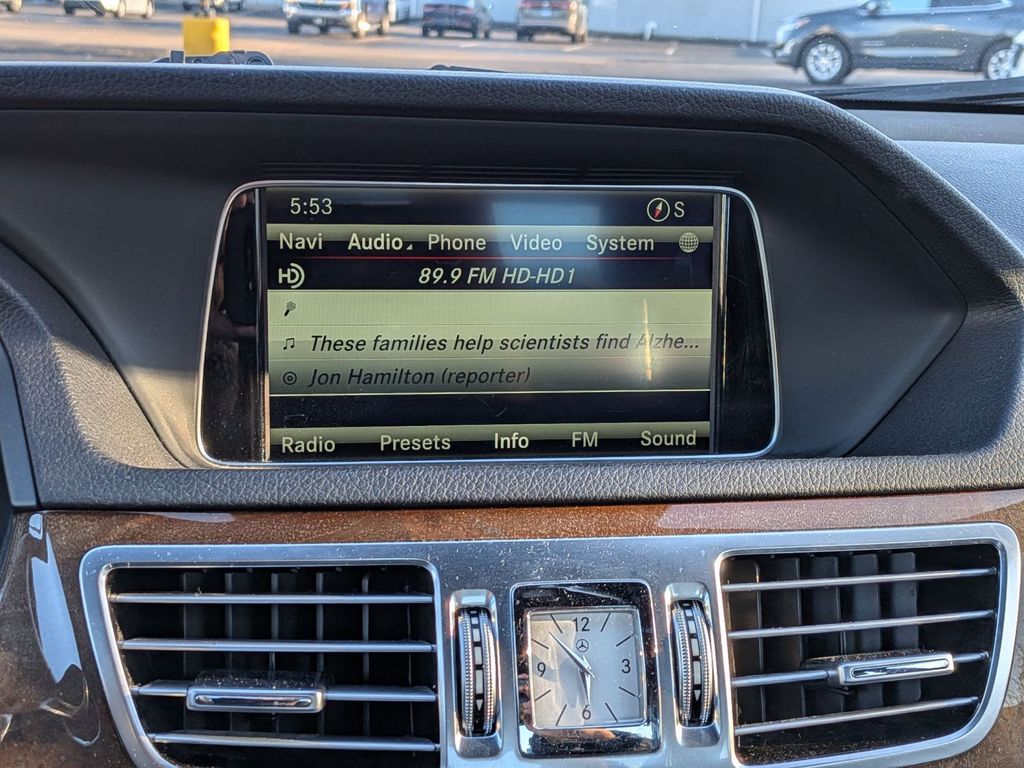 5:53 S
Navi Audio Phone Video System
HD 89.9 FM HD-HD1
These families help scientists find Alzhe...
Jon Hamilton (reporter)
Radio Presets Info FM Sound
12
9 3
6